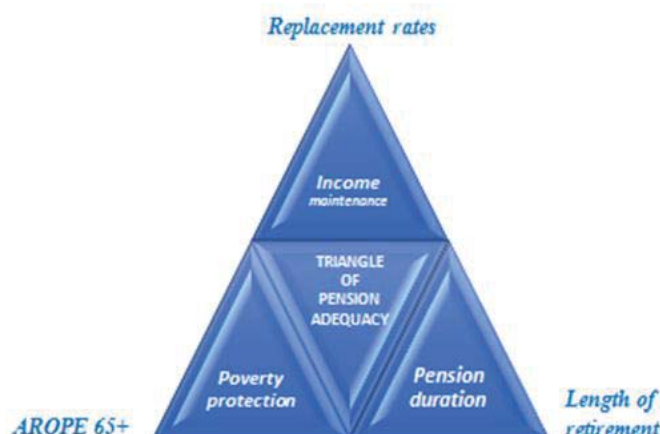 Replacement rates
Income
maintenance
TRIANGLE
OF
PENSION
ADEQUACY
Poverty
protection
Pension
duration
AROPE 65+
Length of
retirement